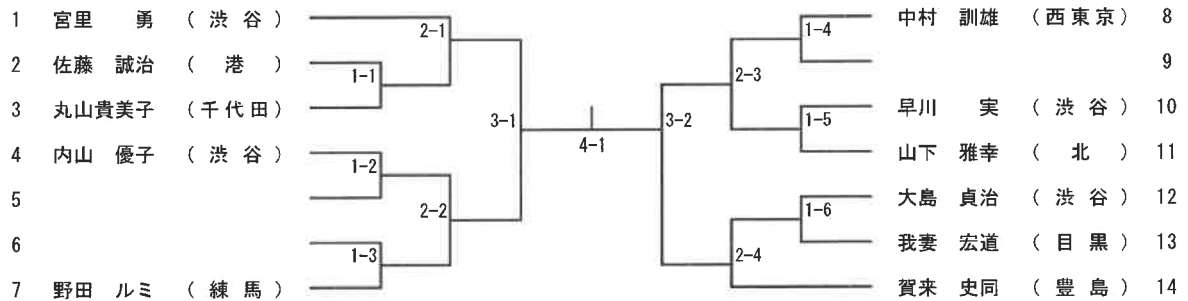 1 宮里 勇 (渋谷)
2-1
2 佐藤 誠治 (港)
1-1
3 丸山貴美子 (千代田)
3-1
4 内山 優子 (渋谷)
1-2
5
2-2
6
1-3
7 野田 ルミ (練馬)
4-1
中村 訓雄 (西東京) 8
1-4
9
2-3
早川 実 (渋谷) 10
3-2
1-5
山下 雅幸 (北) 11
大島 貞治 (渋谷) 12
1-6
我妻 宏道 (目黒) 13
2-4
賀来 史同 (豊島) 14